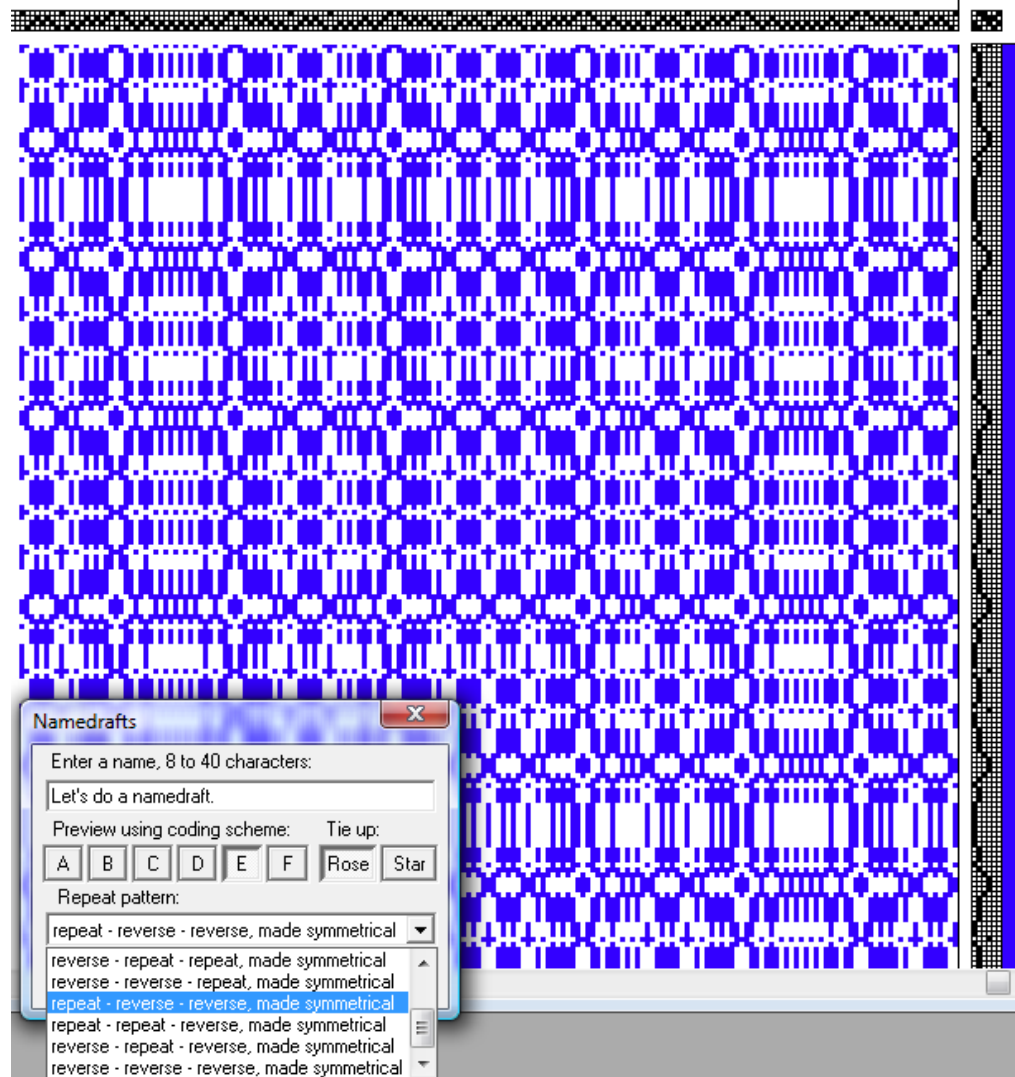 Namedrafts
X
Enter a name, 8 to 40 characters:
Let's do a namedraft.
Preview using coding scheme: Tie up:
A B C D E F Rose Star
Repeat pattern:
repeat - reverse - reverse, made symmetrical
reverse - repeat - repeat, made symmetrical
reverse - reverse - repeat, made symmetrical
repeat - reverse - reverse, made symmetrical
repeat - repeat - reverse, made symmetrical
reverse - repeat - reverse, made symmetrical
reverse - reverse - reverse, made symmetrical